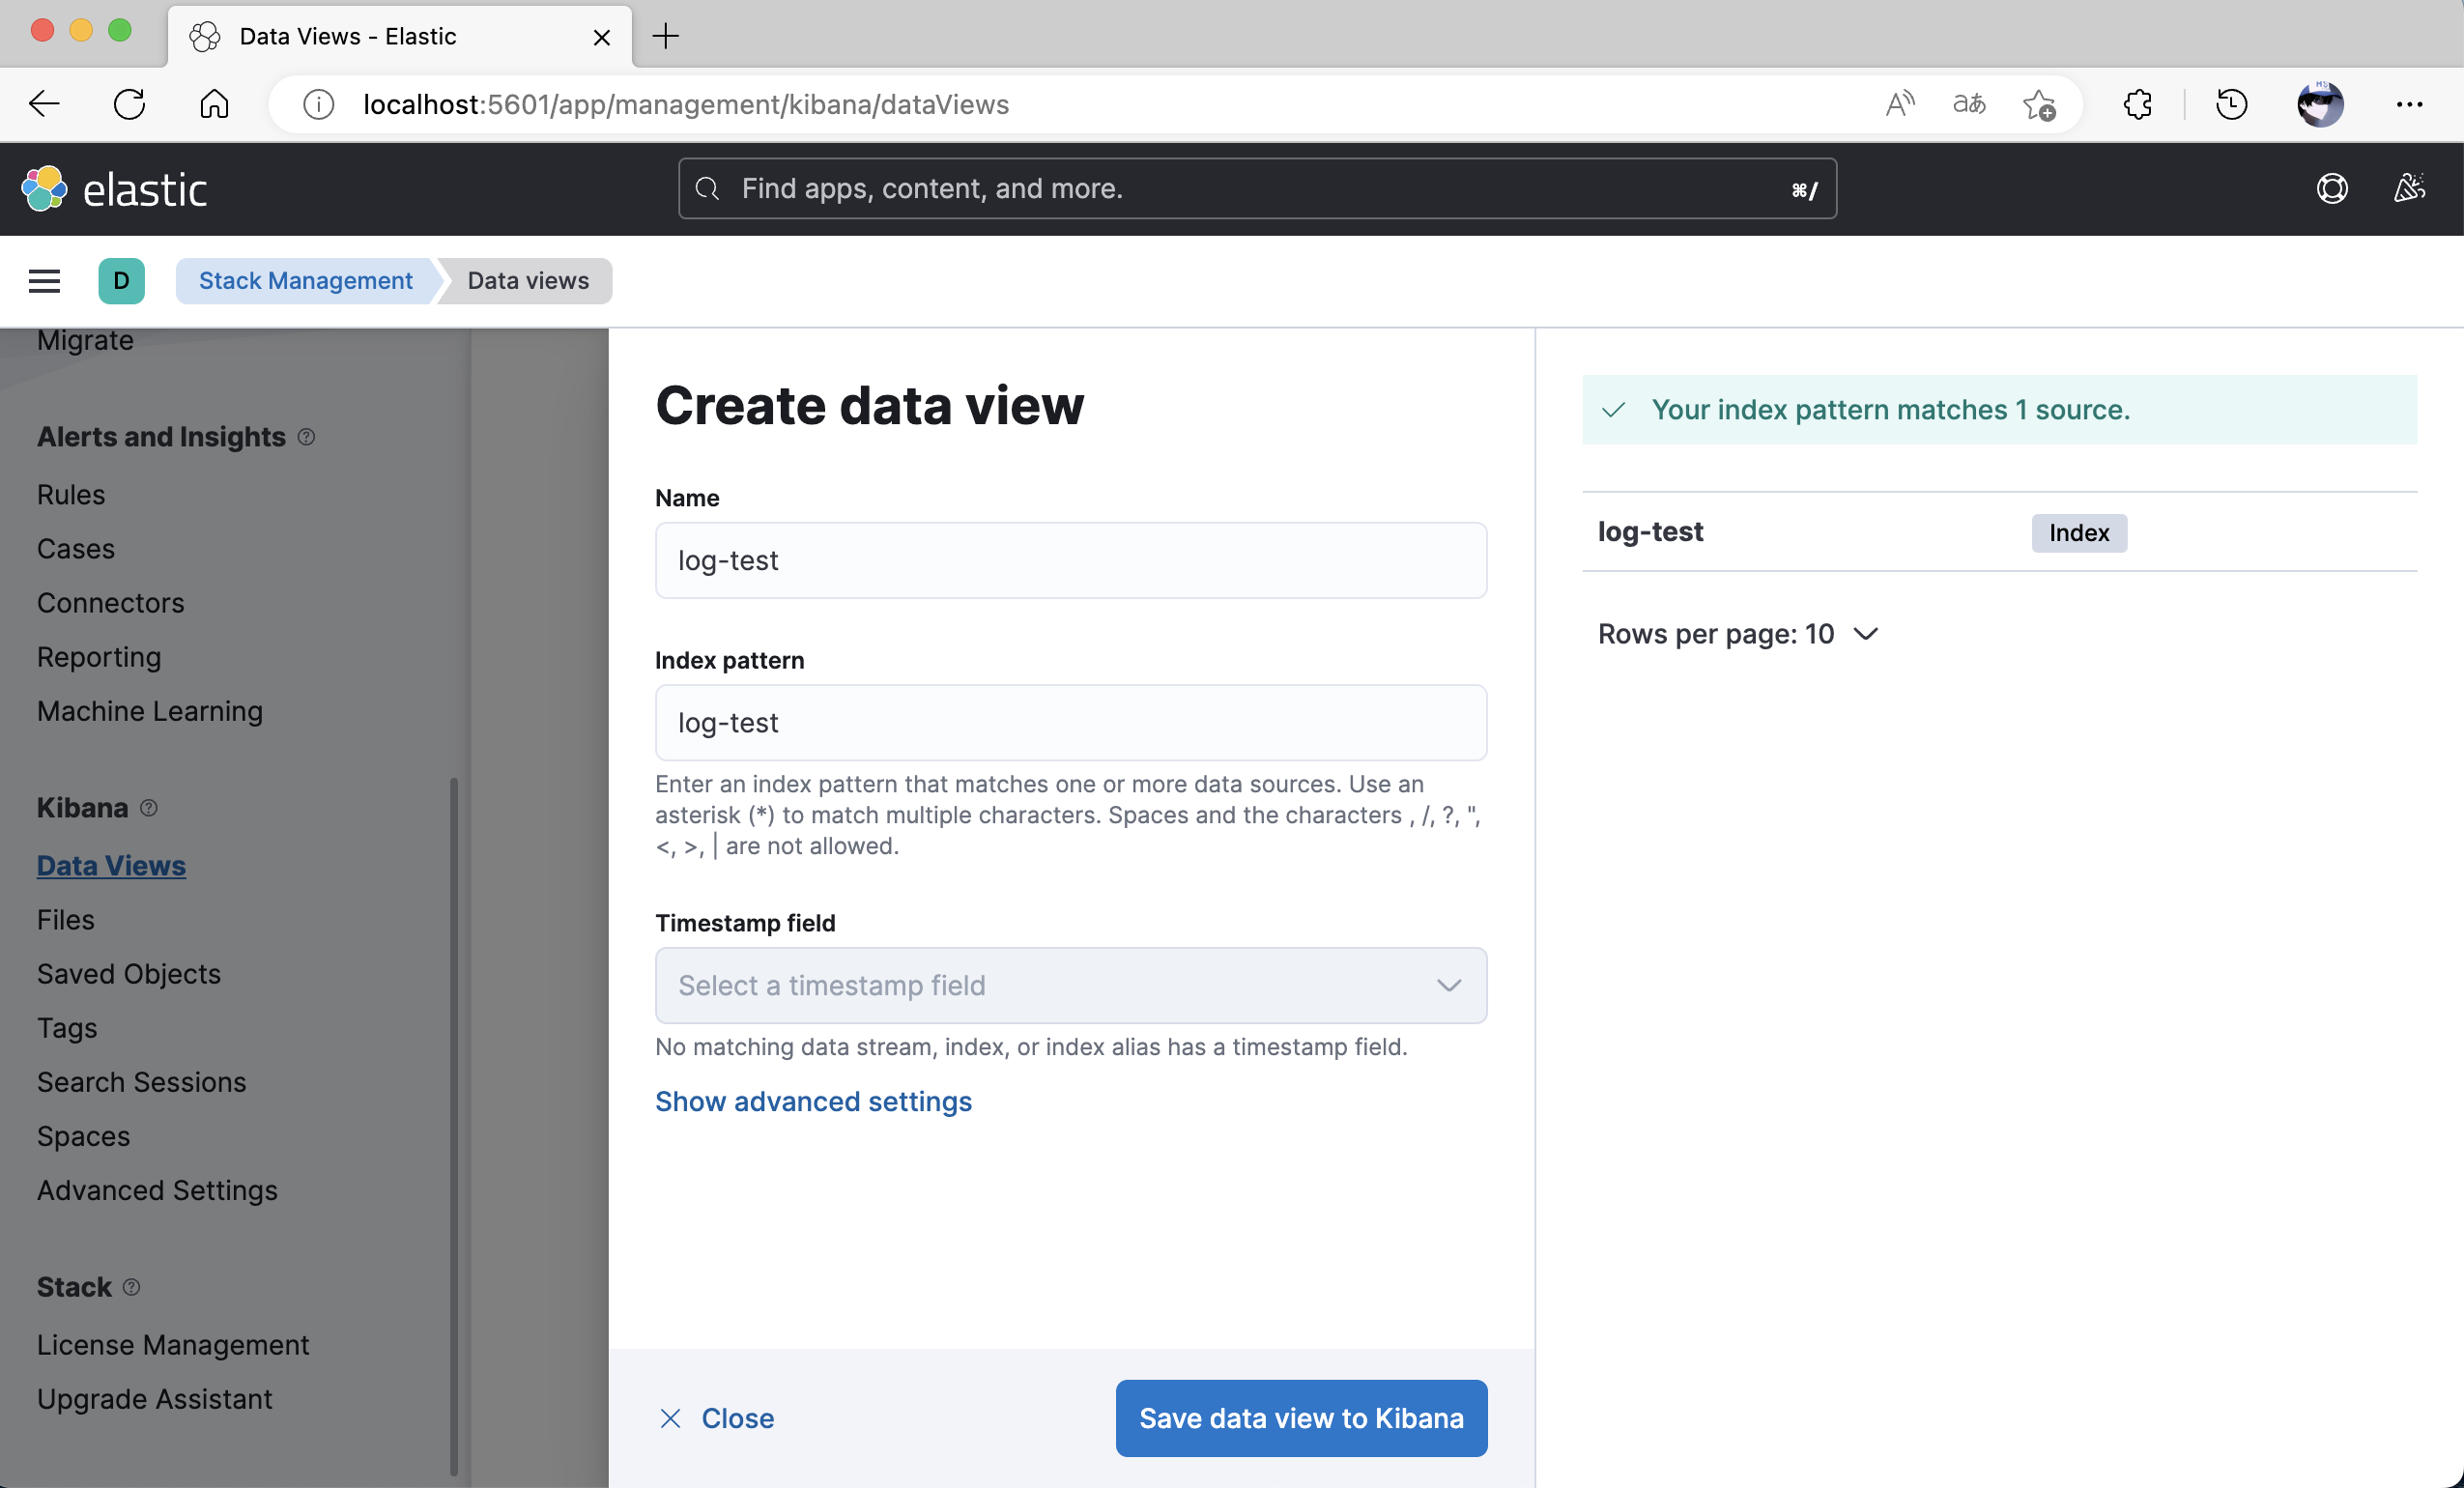 Data Views - Elastic
localhost:5601/app/management/kibana/dataViews
elastic
Find apps, content, and more.
⌘/
D
Stack Management
Data views
Migrate
Alerts and Insights
Rules
Cases
Connectors
Reporting
Machine Learning
Kibana
Data Views
Files
Saved Objects
Tags
Search Sessions
Spaces
Advanced Settings
Stack
License Management
Upgrade Assistant
Create data view
Name
log-test
Index pattern
log-test
Enter an index pattern that matches one or more data sources. Use an
asterisk (*) to match multiple characters. Spaces and the characters , /, ?, ",
<, >, | are not allowed.
Timestamp field
Select a timestamp field
No matching data stream, index, or index alias has a timestamp field.
Show advanced settings
Close
Save data view to Kibana
Your index pattern matches 1 source.
log-test
Index
Rows per page: 10